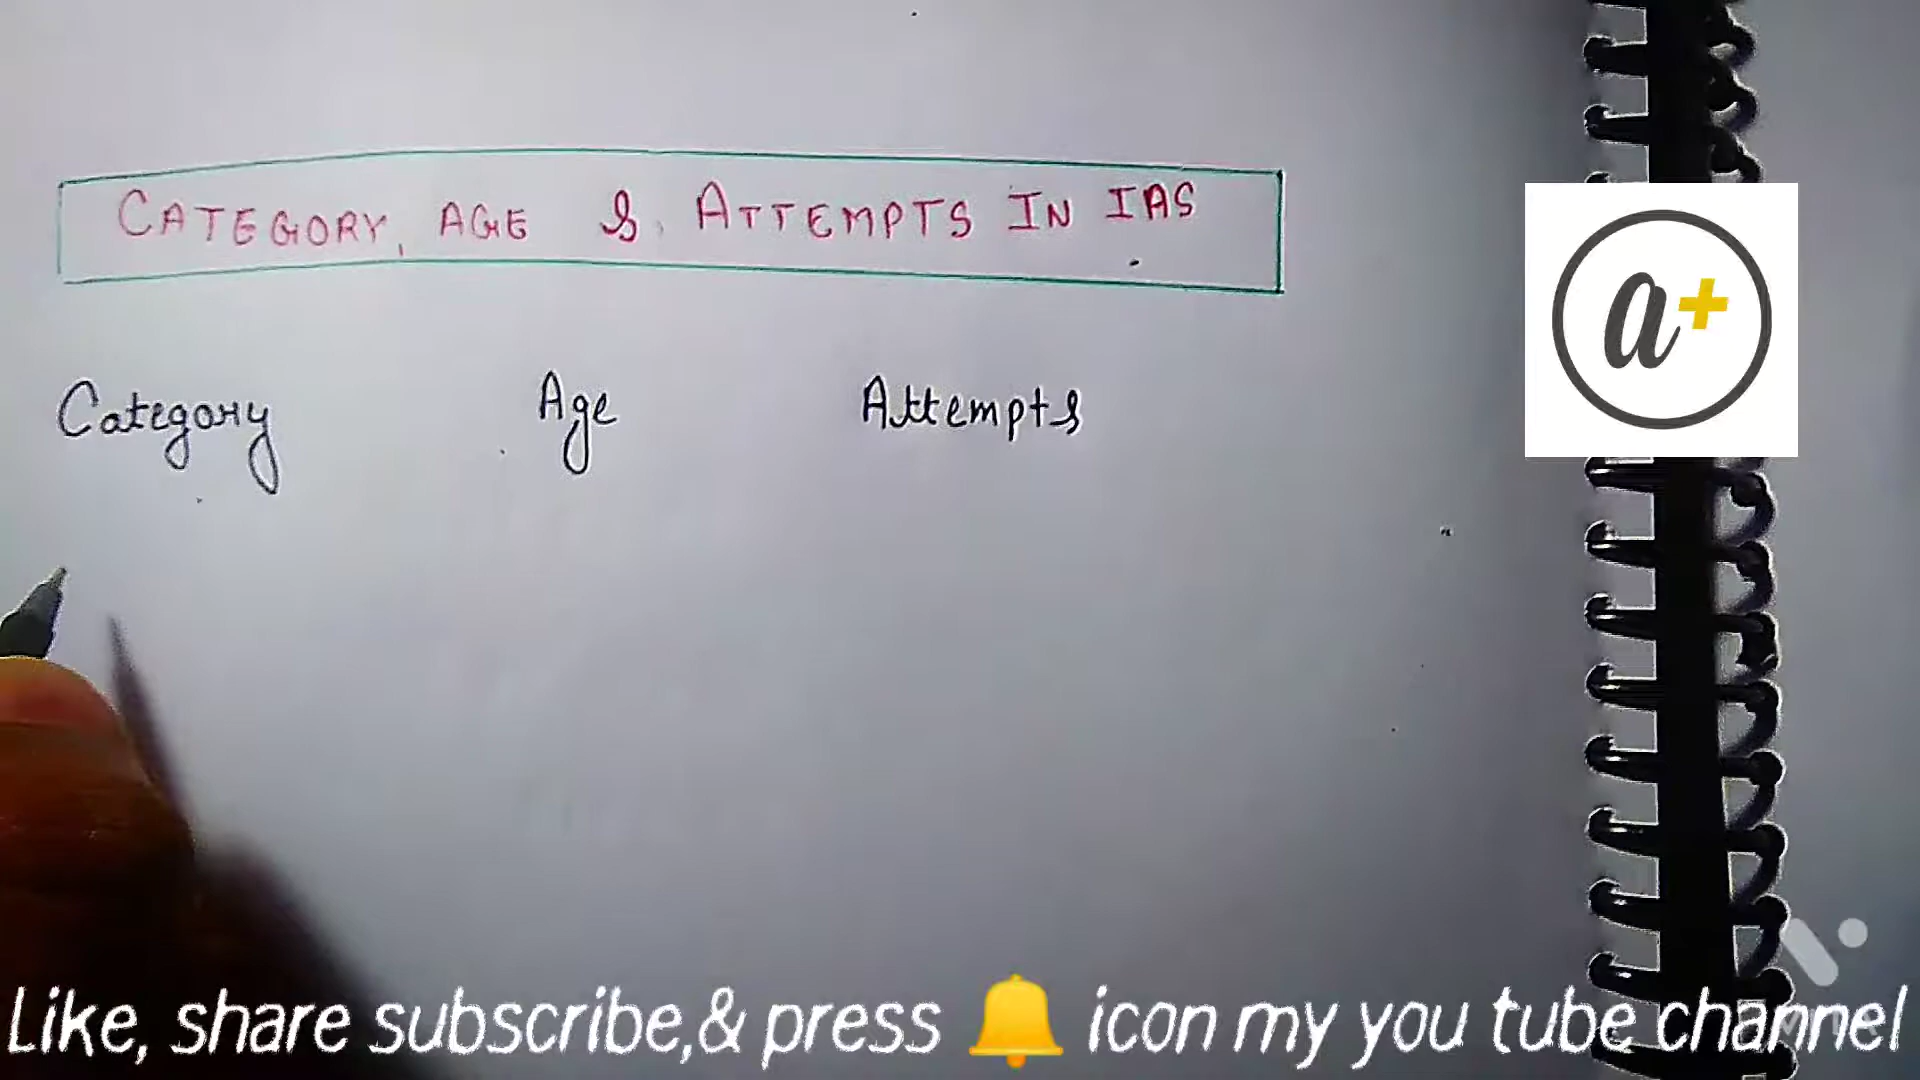 CATEGORY, AGE & ATTEMPTS IN IAS
a+
Category Age Attempts
Like, share subscribe,& press 🔔 icon my you tube channel